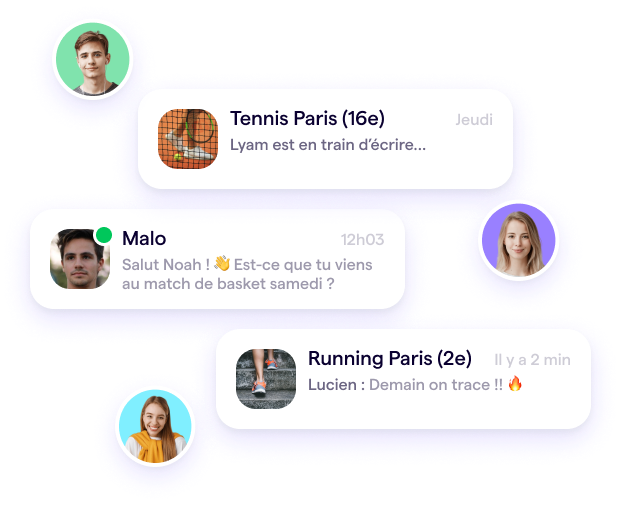 Tennis Paris (16e)
Jeudi
Lyam est en train d’écrire...
Malo
12h03
Salut Noah ! 👋 Est-ce que tu viens
au match de basket samedi ?
Running Paris (2e)
Il y a 2 min
Lucien : Demain on trace !! 🔥